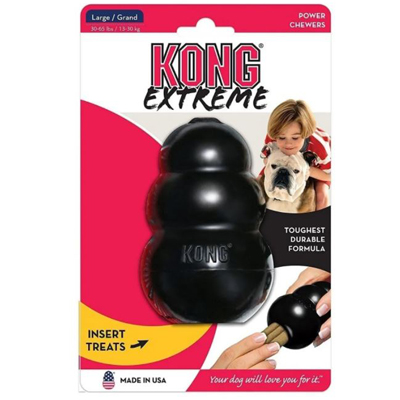 Large / Grand
30-65 lbs / 13-30 kg
POWER
CHEWERS
KONG
EXTREME
KONG
TOUGHEST
DURABLE
FORMULA
INSERT
TREATS
MADE IN USA
Your dog will love you for it.™